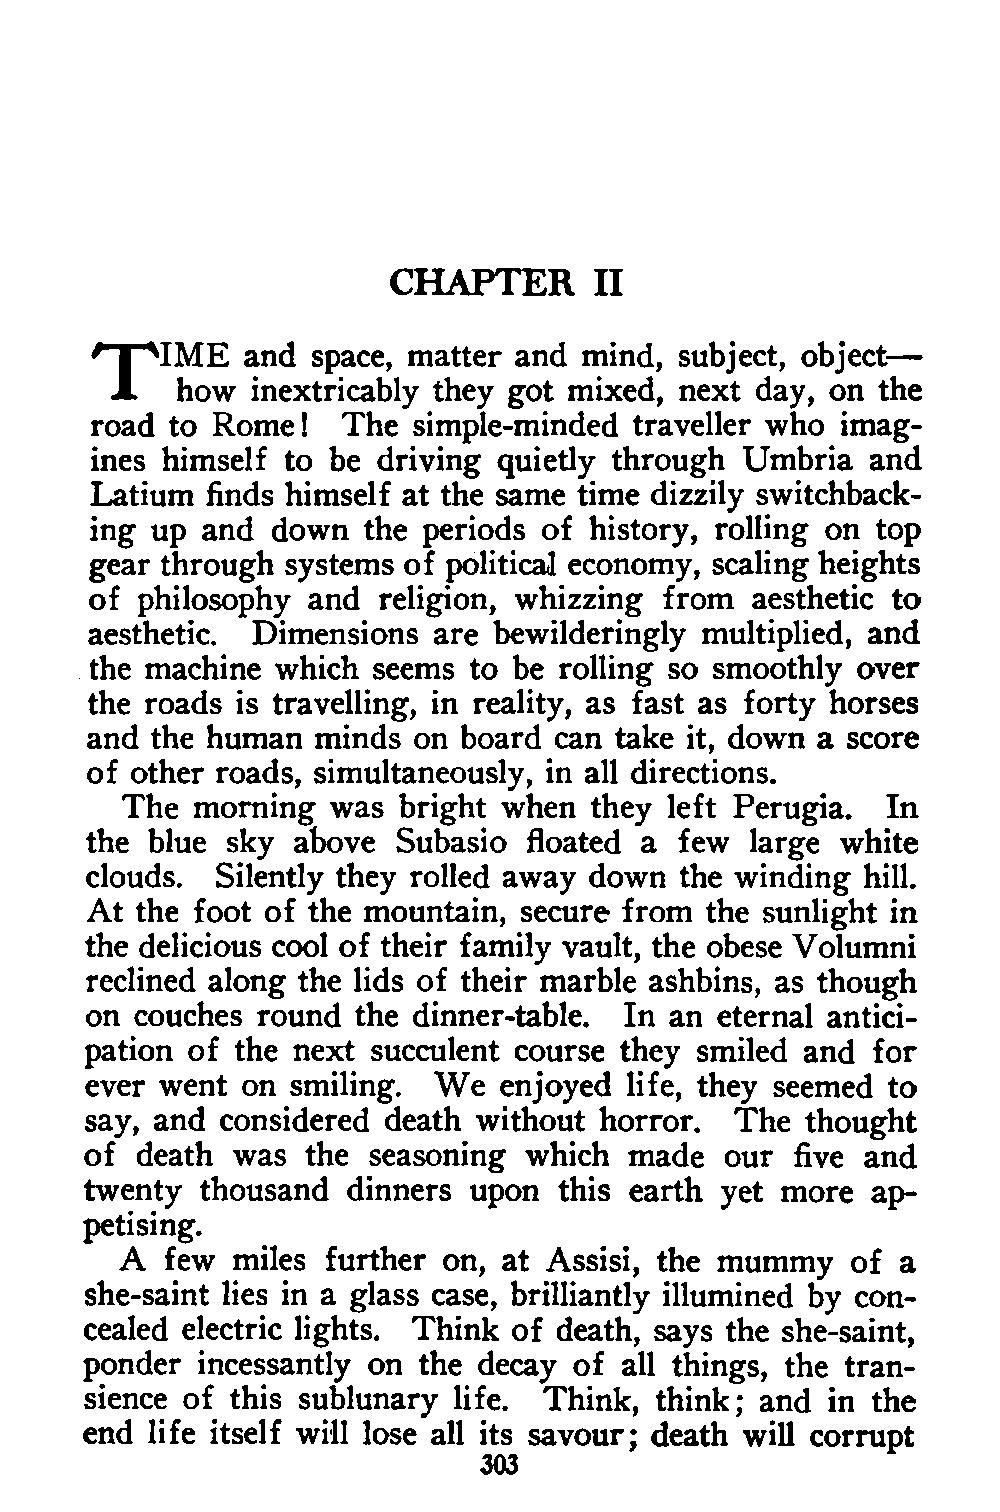 CHAPTER II
TIME and space, matter and mind, subject, object—
how inextricably they got mixed, next day, on the
road to Rome! The simple-minded traveller who imag-
ines himself to be driving quietly through Umbria and
Latium finds himself at the same time dizzily switchback-
ing up and down the periods of history, rolling on top
gear through systems of political economy, scaling heights
of philosophy and religion, whizzing from aesthetic to
aesthetic. Dimensions are bewilderingly multiplied, and
the machine which seems to be rolling so smoothly over
the roads is travelling, in reality, as fast as forty horses
and the human minds on board can take it, down a score
of other roads, simultaneously, in all directions.
The morning was bright when they left Perugia. In
the blue sky above Subasio floated a few large white
clouds. Silently they rolled away down the winding hill.
At the foot of the mountain, secure from the sunlight in
the delicious cool of their family vault, the obese Volumni
reclined along the lids of their marble ashbins, as though
on couches round the dinner-table. In an eternal antici-
pation of the next succulent course they smiled and for
ever went on smiling. We enjoyed life, they seemed to
say, and considered death without horror. The thought
of death was the seasoning which made our five and
twenty thousand dinners upon this earth yet more ap-
petising.
A few miles further on, at Assisi, the mummy of a
she-saint lies in a glass case, brilliantly illumined by con-
cealed electric lights. Think of death, says the she-saint,
ponder incessantly on the decay of all things, the tran-
sience of this sublunary life. Think, think; and in the
end life itself will lose all its savour; death will corrupt
303